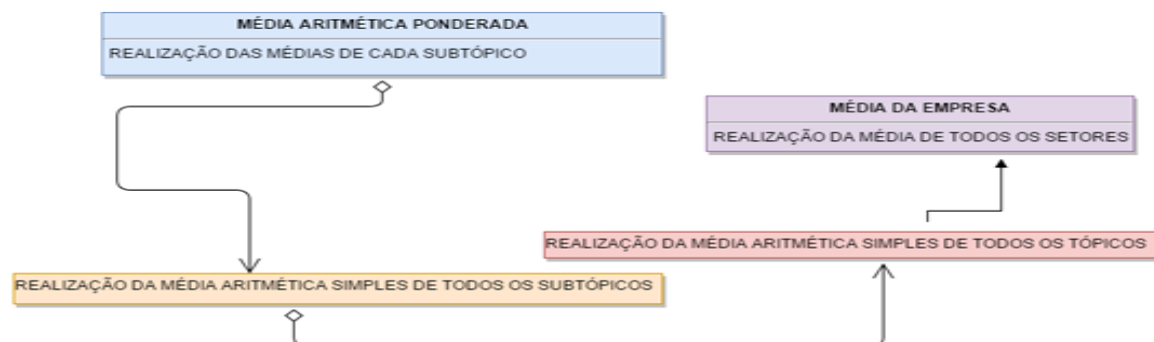 MÉDIA ARITMÉTICA PONDERADA
REALIZAÇÃO DAS MÉDIAS DE CADA SUBTÓPICO
MÉDIA DA EMPRESA
REALIZAÇÃO DA MÉDIA DE TODOS OS SETORES
REALIZAÇÃO DA MÉDIA ARITMÉTICA SIMPLES DE TODOS OS TÓPICOS
REALIZAÇÃO DA MÉDIA ARITMÉTICA SIMPLES DE TODOS OS SUBTÓPICOS